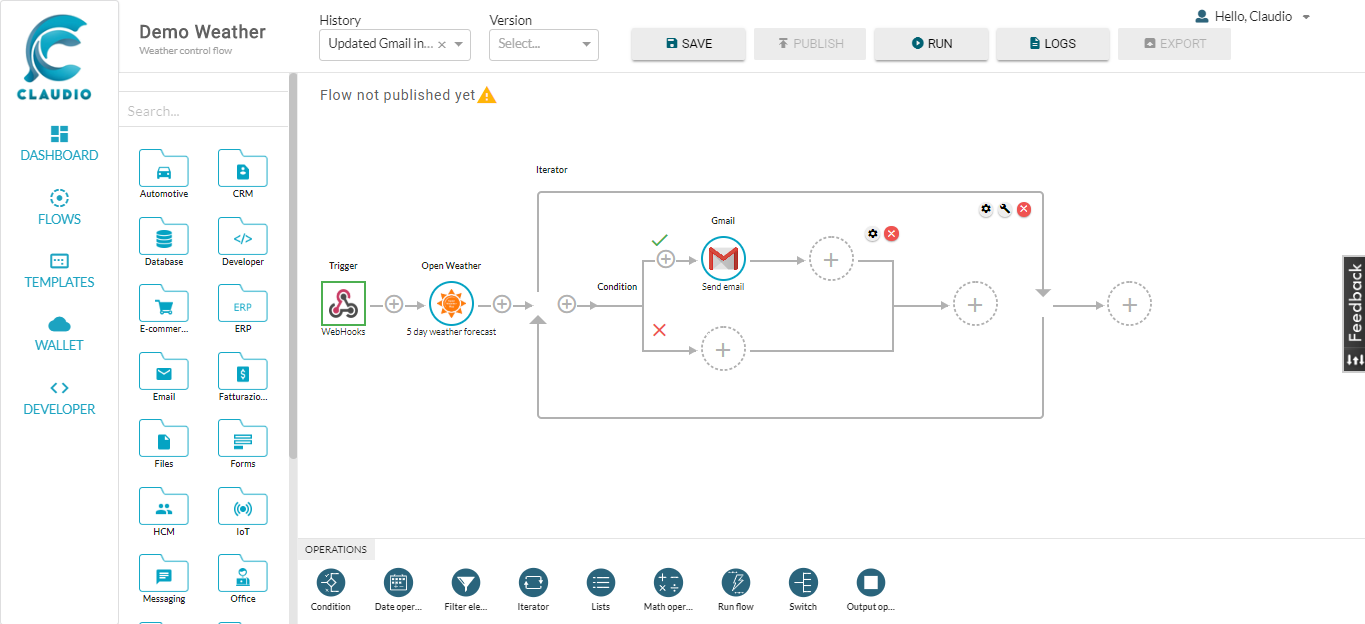 CLAUDIO
DASHBOARD
FLOWS
TEMPLATES
WALLET
DEVELOPER
Demo Weather
Weather control flow
History
Updated Gmail in...
Version
Select...
SAVE
PUBLISH
RUN
LOGS
EXPORT
Hello, Claudio
Search...
Automotive
CRM
Database
Developer
E-commer...
ERP
ERP
Email
Fatturazio...
Files
Forms
HCM
IoT
Messaging
Office
Flow not published yet
Iterator
Trigger
WebHooks
Open Weather
5 day weather forecast
Condition
Gmail
Send email
Feedback
OPERATIONS
Condition
Date oper...
Filter ele...
Iterator
Lists
Math oper...
Run flow
Switch
Output op...